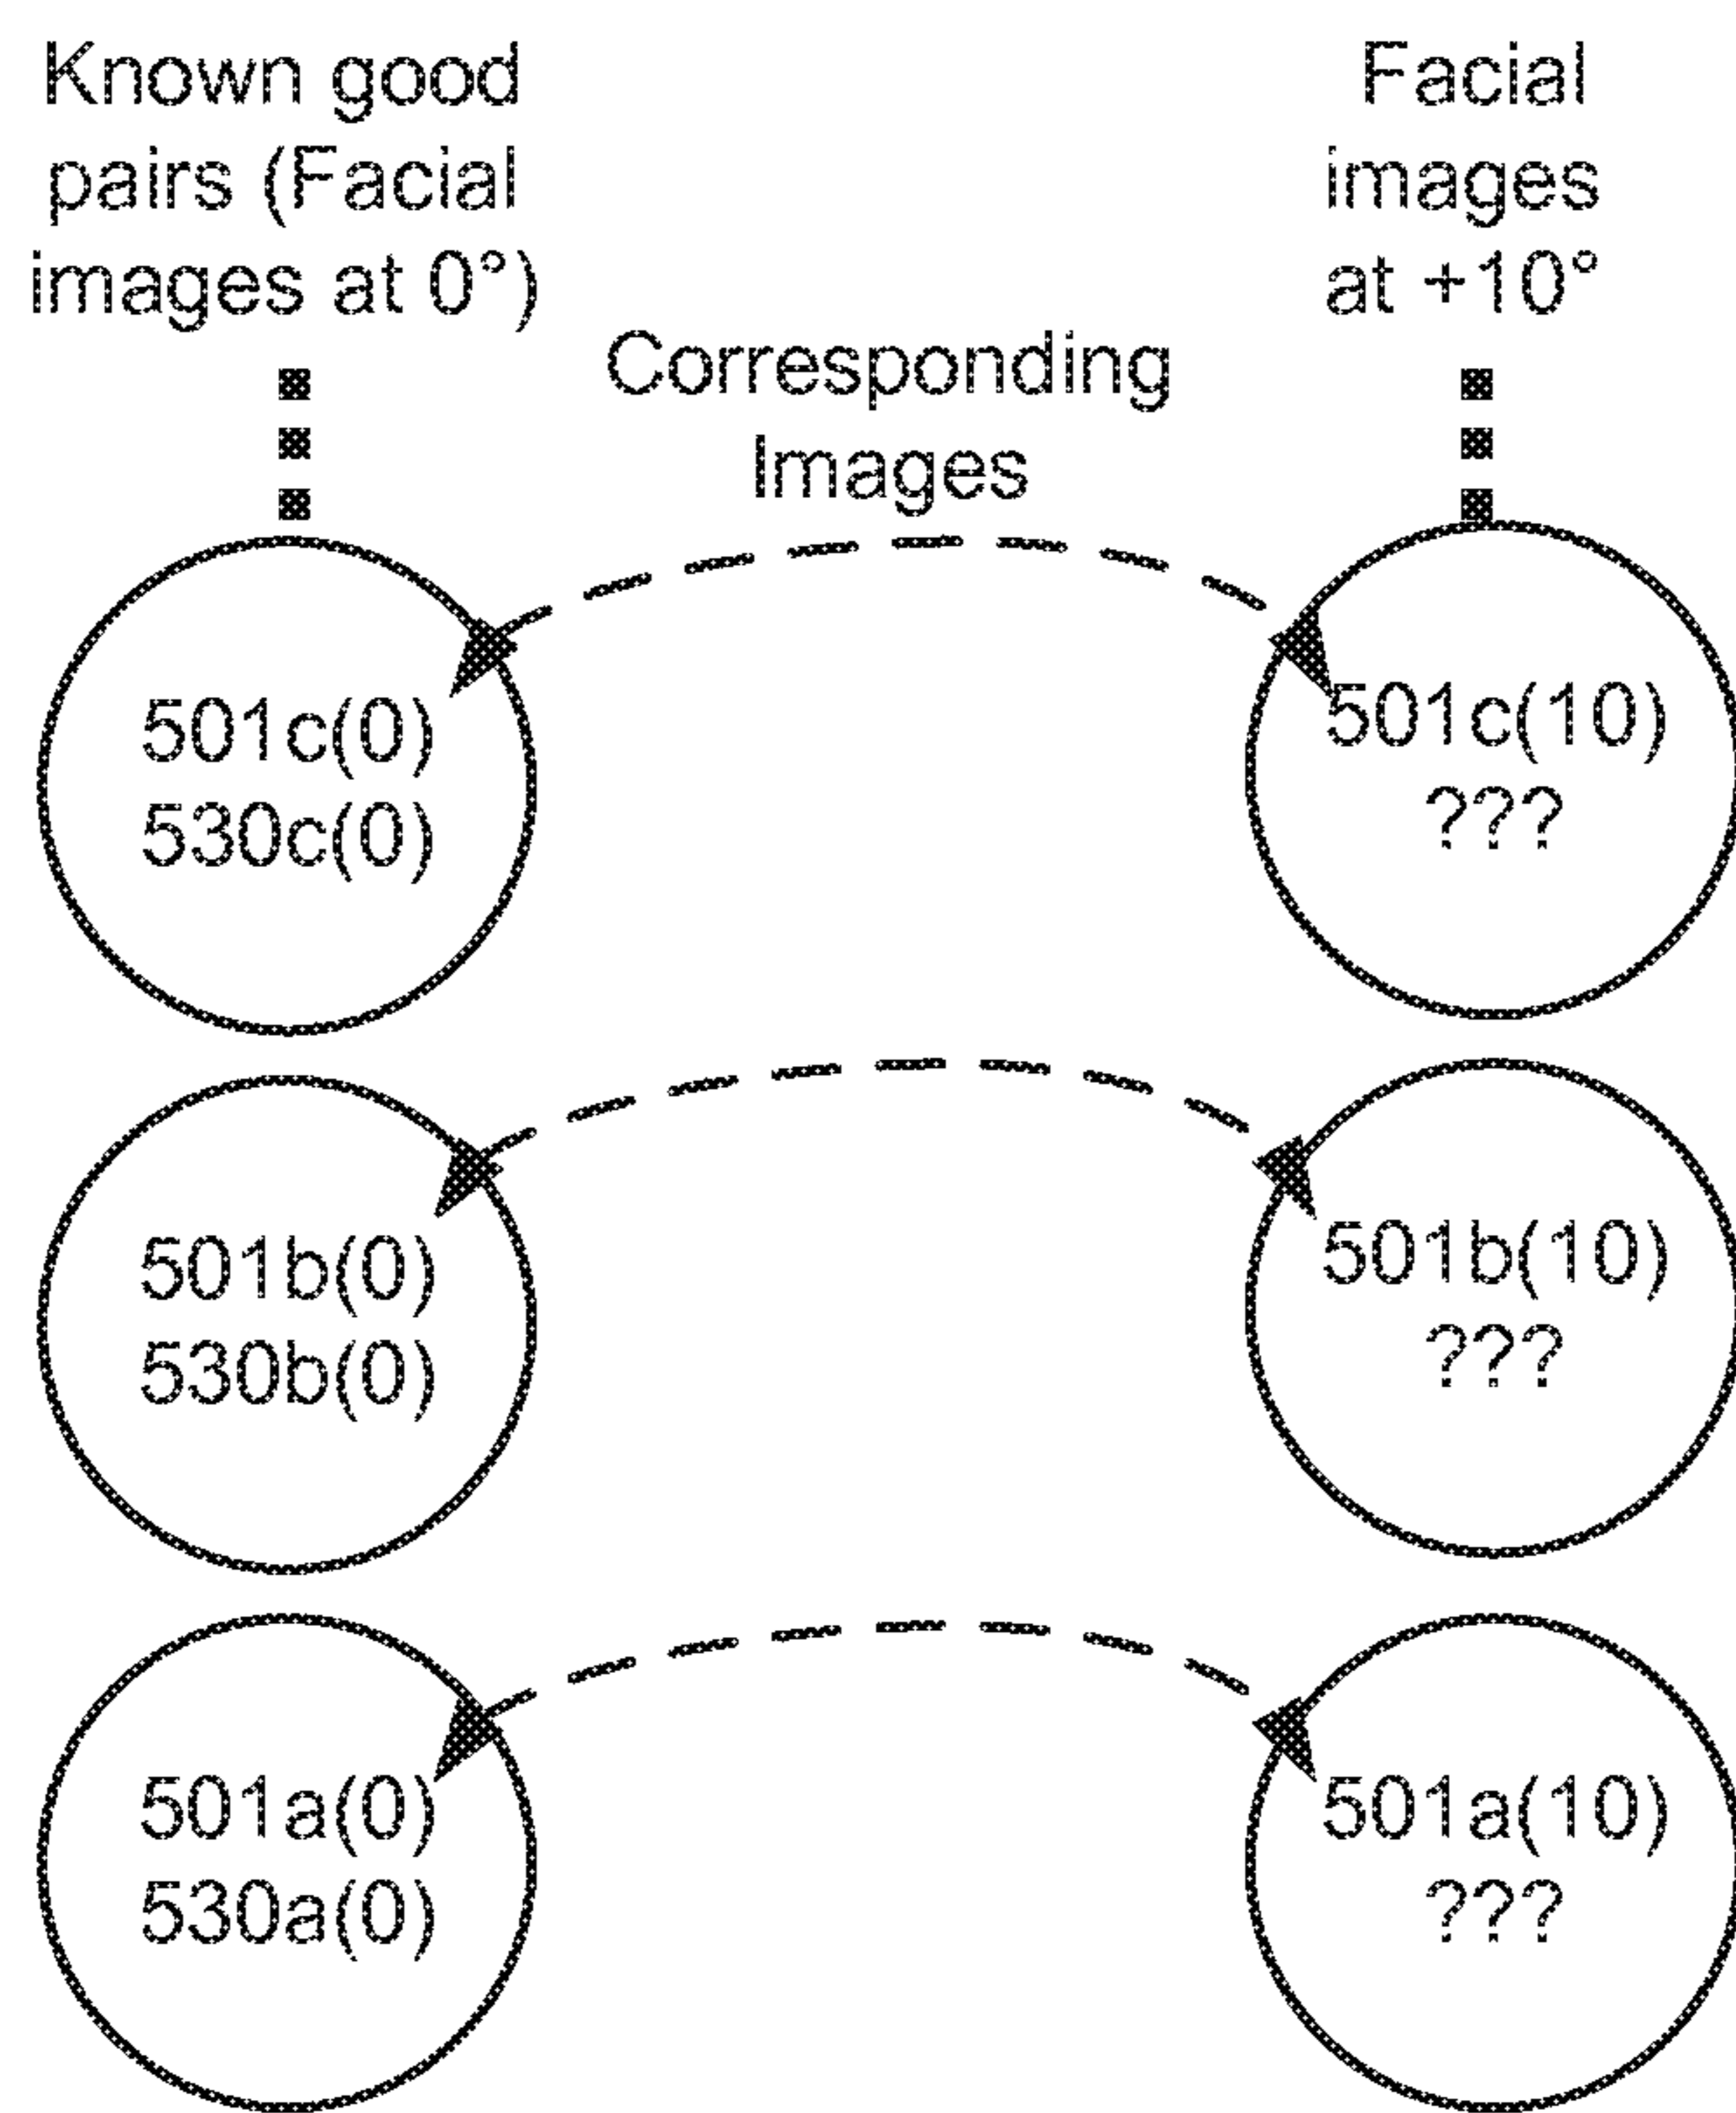 Known good
pairs (Facial
images at 0°)
Facial
images
at +10°
Corresponding
Images
501c(0)
530c(0)
501c(10)
???
501b(0)
530b(0)
501b(10)
???
501a(0)
530a(0)
501a(10)
???